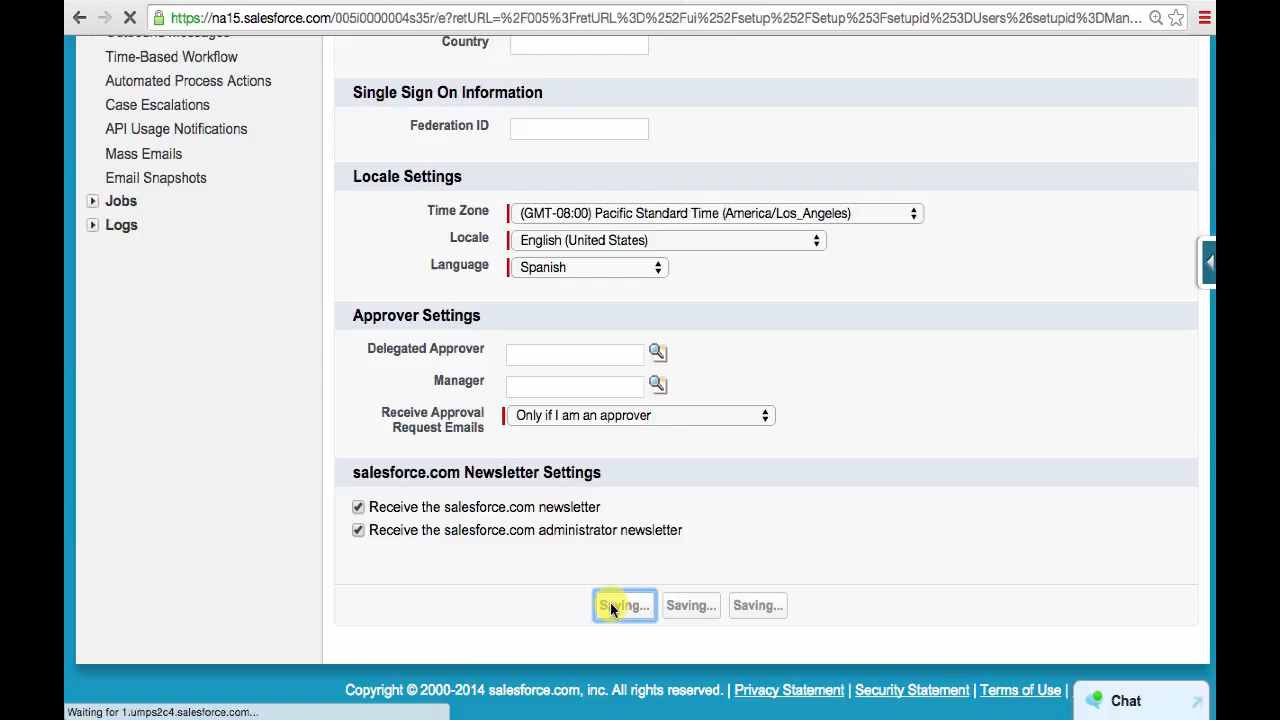 https://na15.salesforce.com/005i0000004s35r/e?retURL=%2F005%3FretURL%3D%252Fui%252Fsetup%252FSetup%253Fsetupid%253DUsers%26setupid%3DMan...
Time-Based Workflow
Automated Process Actions
Case Escalations
API Usage Notifications
Mass Emails
Email Snapshots
Jobs
Logs
Country
Single Sign On Information
Federation ID
Locale Settings
Time Zone (GMT-08:00) Pacific Standard Time (America/Los_Angeles)
Locale English (United States)
Language Spanish
Approver Settings
Delegated Approver
Manager
Receive Approval
Request Emails
Only if I am an approver
salesforce.com Newsletter Settings
Receive the salesforce.com newsletter
Receive the salesforce.com administrator newsletter
Saving... Saving... Saving...
Copyright © 2000-2014 salesforce.com, inc. All rights reserved. | Privacy Statement | Security Statement | Terms of Use |
Chat
Waiting for 1.umps2c4.salesforce.com...